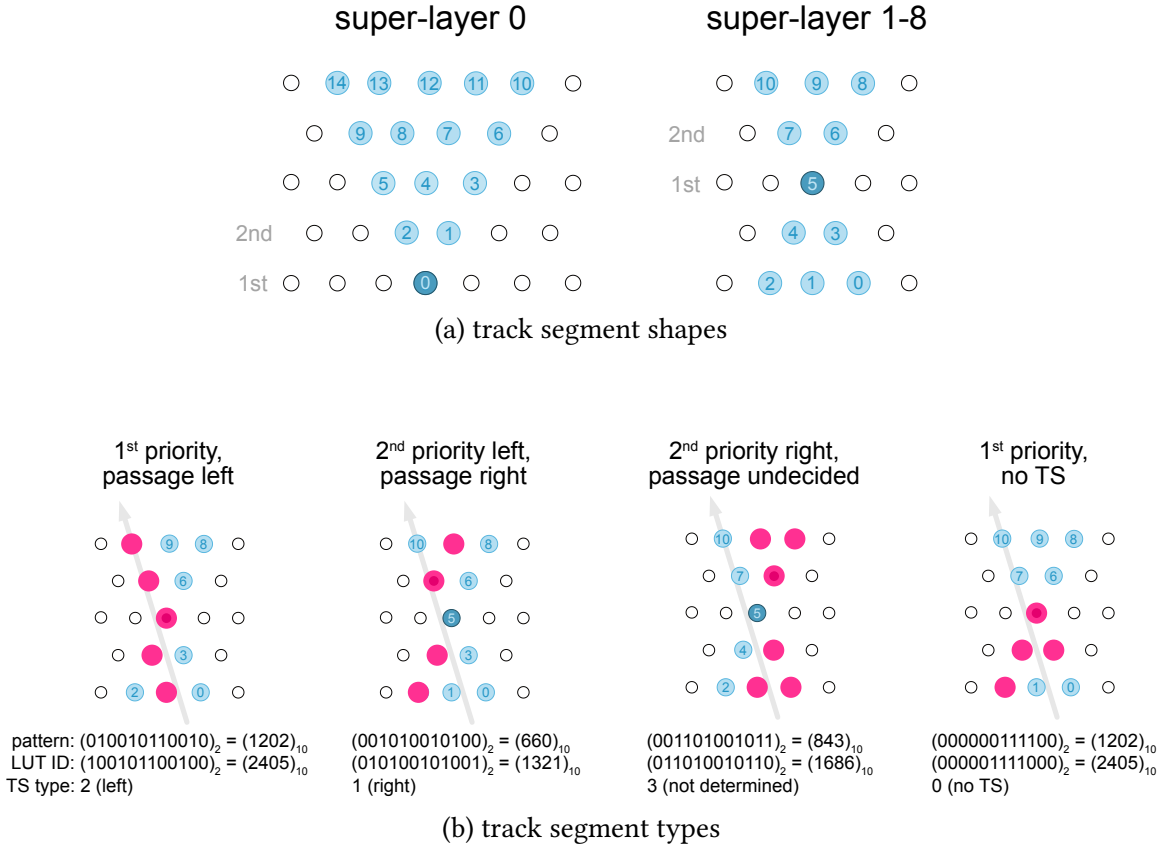 super-layer 0
super-layer 1-8
14 13 12 11 10
10 9 8
9 8 7 6
2nd 7 6
5 4 3
1st 5
2nd 2 1
4 3
1st 0
2 1 0
(a) track segment shapes
1st priority,
passage left
2nd priority left,
passage right
2nd priority right,
passage undecided
1st priority,
no TS
9 8
10 8
10
10 9 8
6
6
7
7 6
5
5
3
3
4
2 0
1 0
2
1 0
pattern: (010010110010)2 = (1202)10
LUT ID: (100101100100)2 = (2405)10
TS type: 2 (left)
(001010010100)2 = (660)10
(010100101001)2 = (1321)10
1 (right)
(001101001011)2 = (843)10
(011010010110)2 = (1686)10
3 (not determined)
(000000111100)2 = (1202)10
(000001111000)2 = (2405)10
0 (no TS)
(b) track segment types